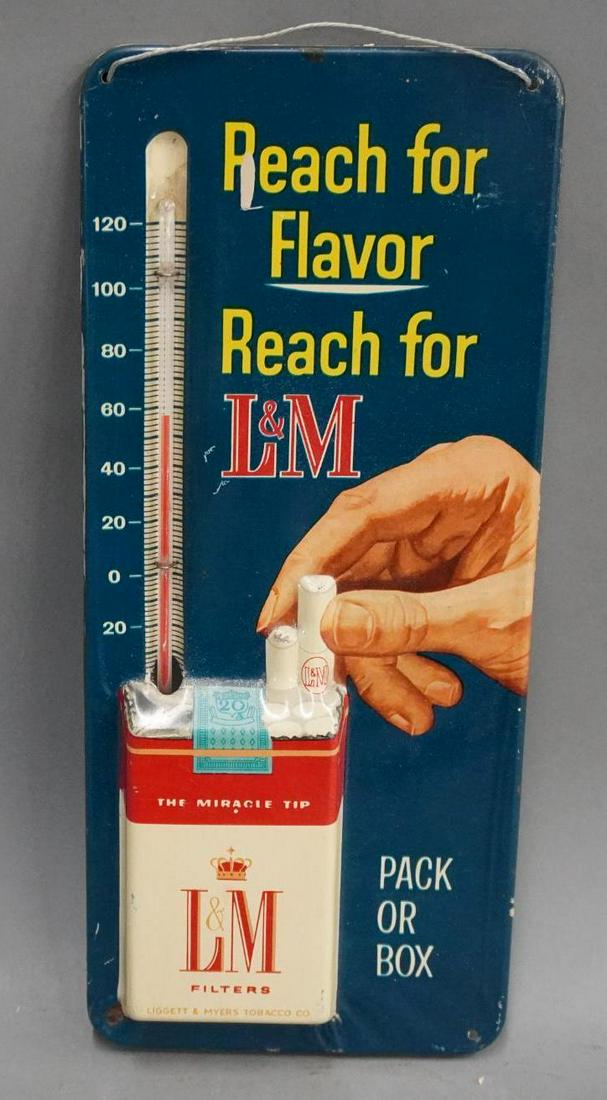 Reach for
Flavor
Reach for
L&M
120
100
80
60
40
20
0
20
L&M
20
THE MIRACLE TIP
L&M
FILTERS
LIGGETT & MYERS TOBACCO CO.
PACK
OR
BOX